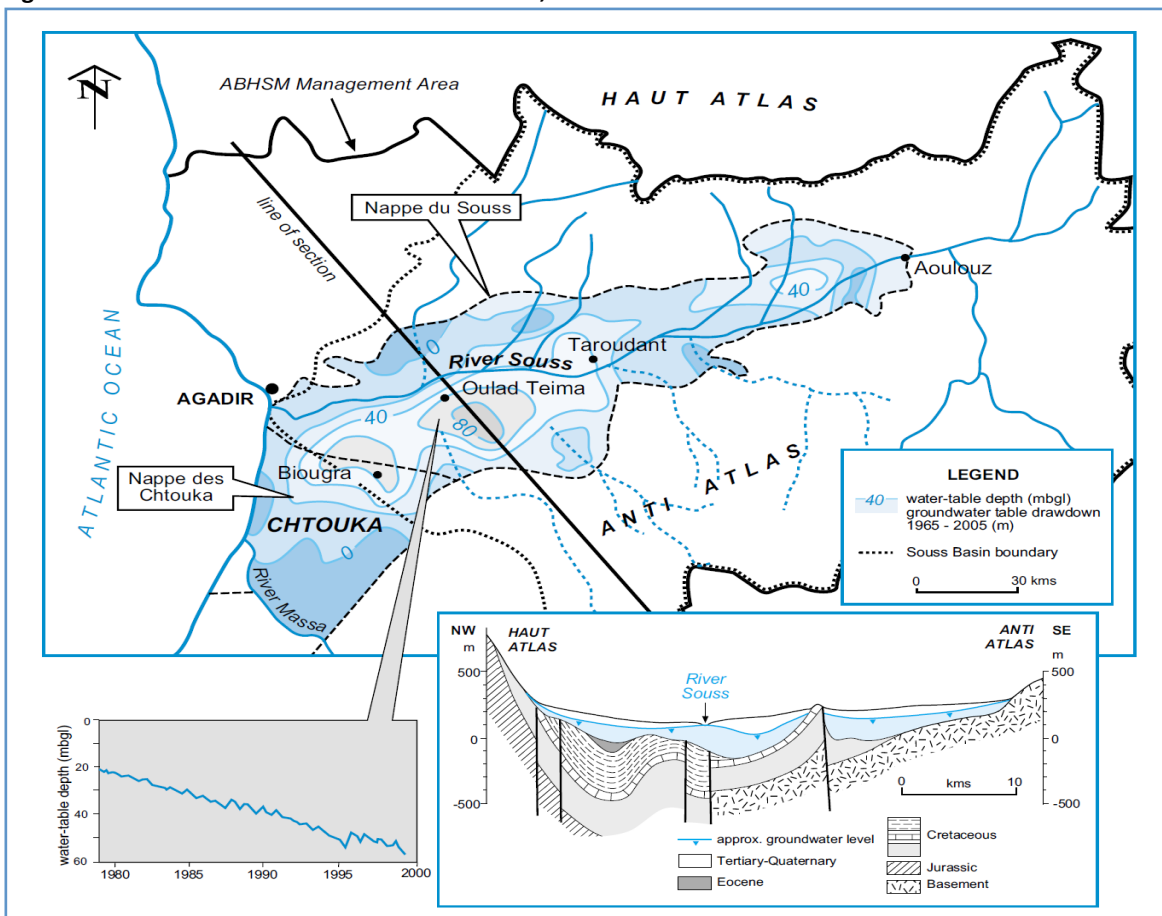 N
ABHSM Management Area
HAUT ATLAS
line of section
Nappe du Souss
ATLANTIC OCEAN
AGADIR
0
River Souss
Taroudant
Oulad Teima
40
80
40
Aoulouz
Biougra
Nappe des
Chtouka
CHTOUKA
0
River Massa
ANTI ATLAS
LEGEND
40
water-table depth (mbgl)
groundwater table drawdown
1965 - 2005 (m)
Souss Basin boundary
0 30 kms
NW
m
HAUT
ATLAS
River
Souss
ANTI
ATLAS
SE
m
500
0
-500
500
0
-500
0 kms 10
approx. groundwater level
Tertiary-Quaternary
Eocene
Cretaceous
Jurassic
Basement
water-table depth (mbgl)
0
20
40
60
1980 1985 1990 1995 2000